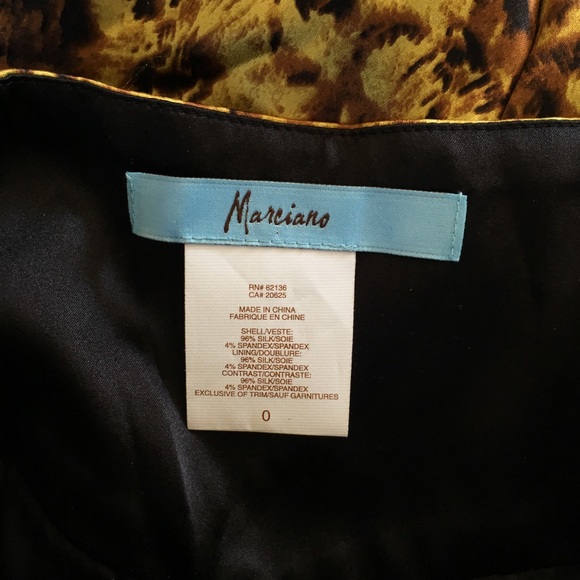 Marciano
RN# 62136
CA# 20625
MADE IN CHINA
FABRIQUE EN CHINE
SHELL/VESTE:
96% SILK/SOIE
4% SPANDEX/SPANDEX
LINING/DOUBLURE:
96% SILK/SOIE
4% SPANDEX/SPANDEX
CONTRAST/CONTRASTE:
96% SILK/SOIE
4% SPANDEX/SPANDEX
EXCLUSIVE OF TRIM/SAUF GARNITURES
0